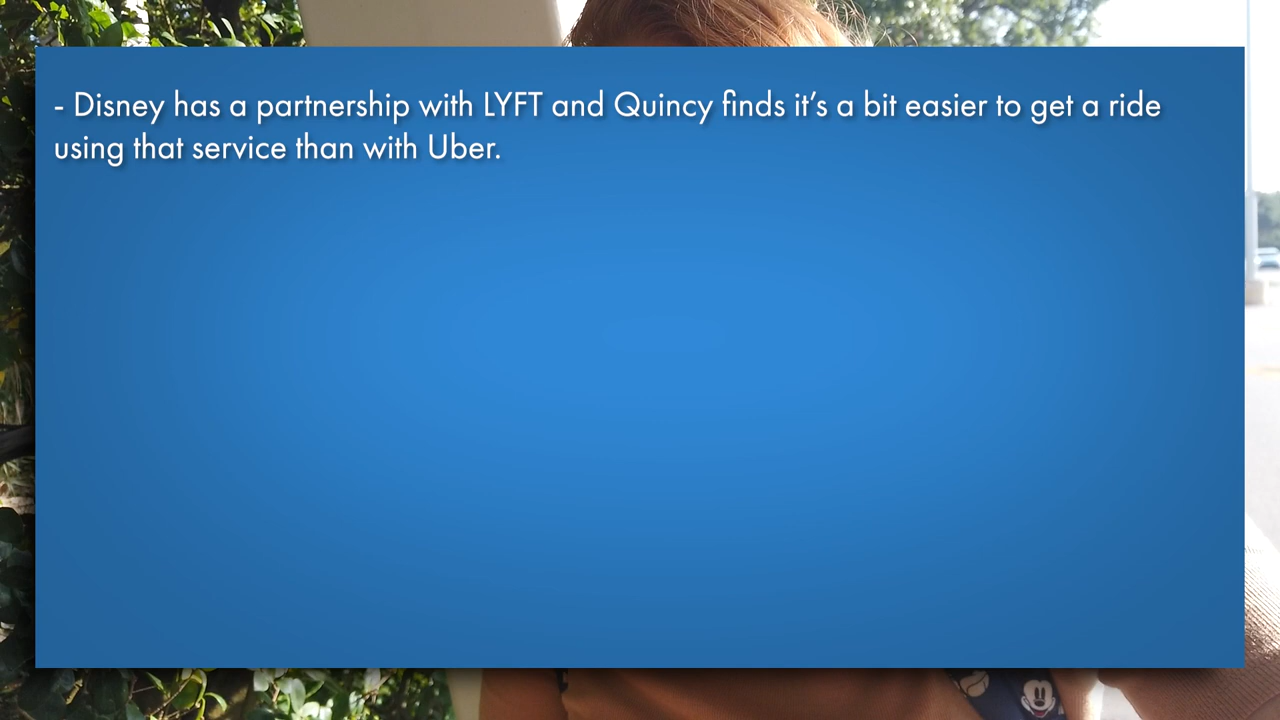 - Disney has a partnership with LYFT and Quincy finds it’s a bit easier to get a ride
using that service than with Uber.